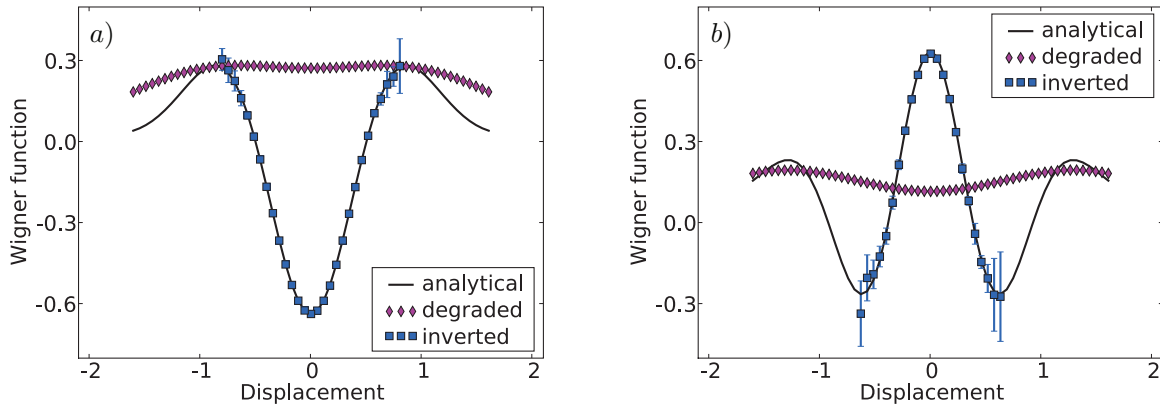 a)
Wigner function
0.3
0.0
-0.3
-0.6
analytical
degraded
inverted
-2 -1 0 1 2
Displacement
b)
Wigner function
0.6
0.3
0.0
-0.3
analytical
degraded
inverted
-2 -1 0 1 2
Displacement